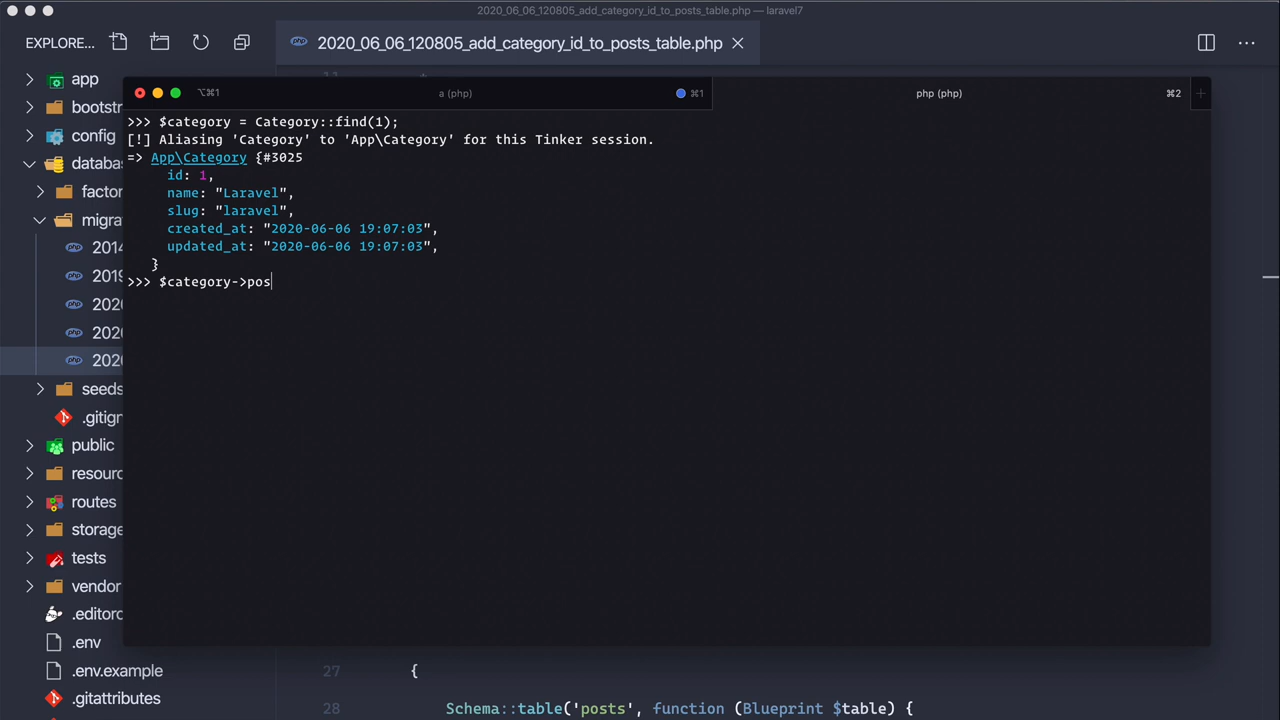 2020_06_06_120805_add_category_id_to_posts_table.php — laravel7
EXPLORE...
2020_06_06_120805_add_category_id_to_posts_table.php
app
bootstr
config
databas
factor
migra
2014
2019
2020
2020
2020
seeds
.gitign
public
resourc
routes
storage
tests
vendor
.editorc
.env
.env.example
.gitattributes
⌥⌘1
a (php)
⌘1
php (php)
⌘2
>>> $category = Category::find(1);
[!] Aliasing 'Category' to 'App\Category' for this Tinker session.
=> App\Category {#3025
id: 1,
name: "Laravel",
slug: "laravel",
created_at: "2020-06-06 19:07:03",
updated_at: "2020-06-06 19:07:03",
}
>>> $category->pos
27 {
28 Schema::table('posts', function (Blueprint $table) {